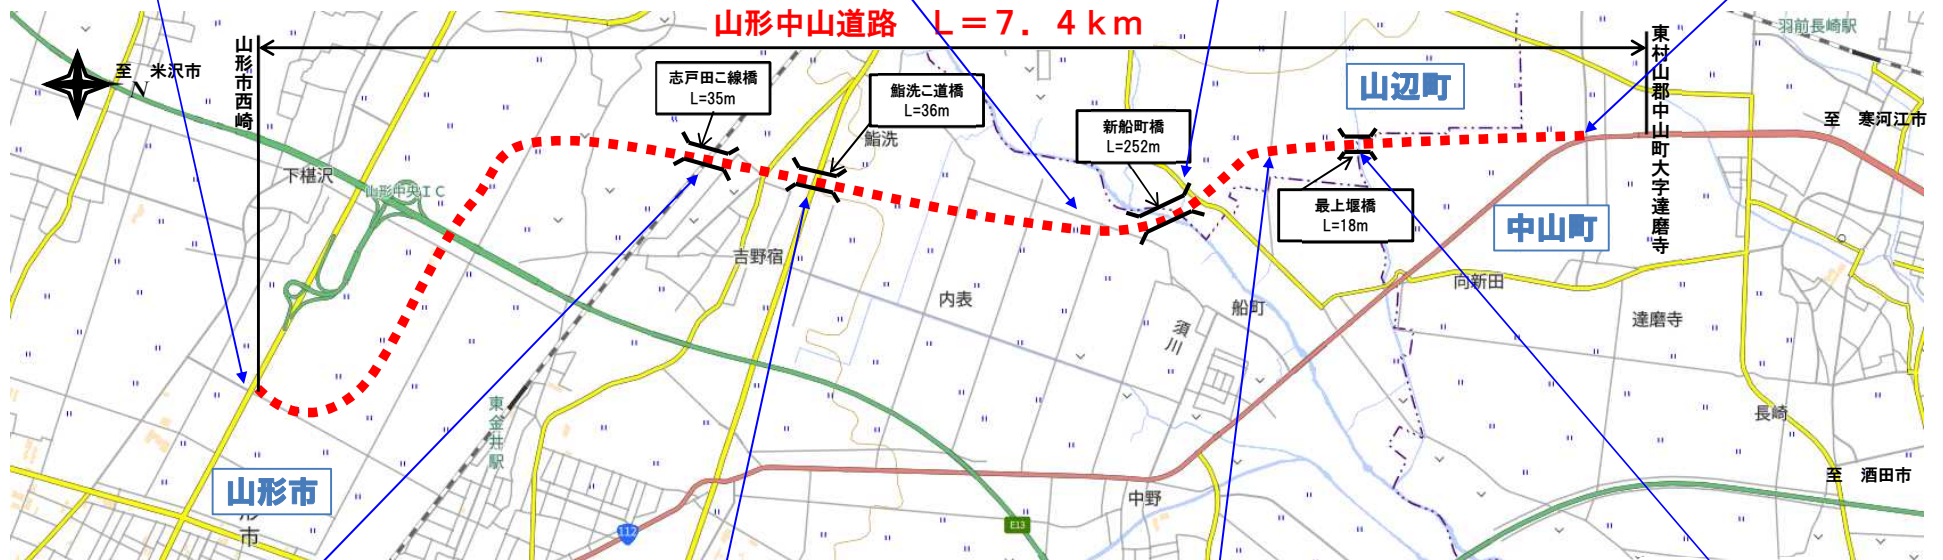 山形中山道路　L＝7．4ｋｍ
羽前長崎駅
山形市西崎
東村山郡中山町大字達磨寺
至　米沢市
N
志戸田こ線橋
L=35m
鮨洗こ道橋
L=36m
山辺町
至　寒河江市
新船町橋
L=252m
鮨洗
下椹沢
山形中央ＩＣ
最上堰橋
L=18m
中山町
吉野宿
内表
船町
向新田
須川
達磨寺
東金井駅
長崎
山形市
形市
中野
至　酒田市
E13
112